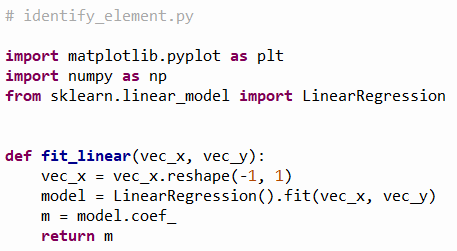 # identify_element.py
import matplotlib.pyplot as plt
import numpy as np
from sklearn.linear_model import LinearRegression
def fit_linear(vec_x, vec_y):
    vec_x = vec_x.reshape(-1, 1)
    model = LinearRegression().fit(vec_x, vec_y)
    m = model.coef_
    return m